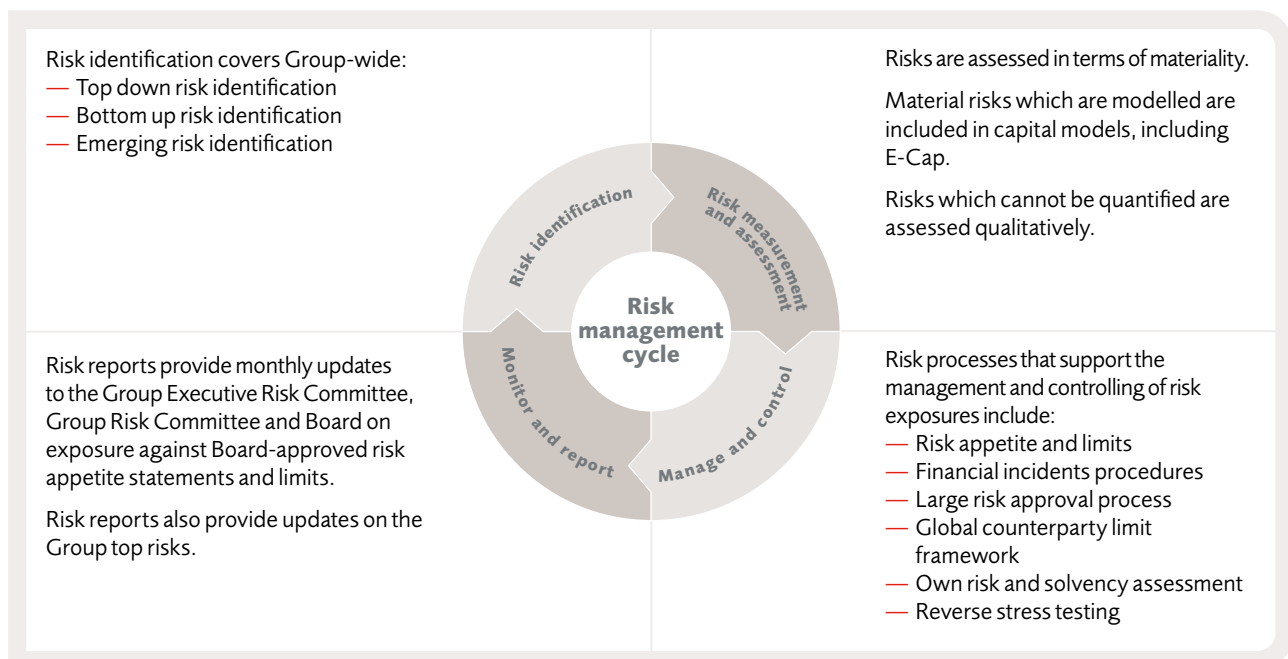 Risk identification covers Group-wide:
— Top down risk identification
— Bottom up risk identification
— Emerging risk identification
Risks are assessed in terms of materiality.
Material risks which are modelled are
included in capital models, including
E-Cap.
Risks which cannot be quantified are
assessed qualitatively.
Risk identification
Risk measurement
and assessment
Risk
management
cycle
Monitor and report
Manage and control
Risk reports provide monthly updates
to the Group Executive Risk Committee,
Group Risk Committee and Board on
exposure against Board-approved risk
appetite statements and limits.
Risk reports also provide updates on the
Group top risks.
Risk processes that support the
management and controlling of risk
exposures include:
— Risk appetite and limits
— Financial incidents procedures
— Large risk approval process
— Global counterparty limit
framework
— Own risk and solvency assessment
— Reverse stress testing